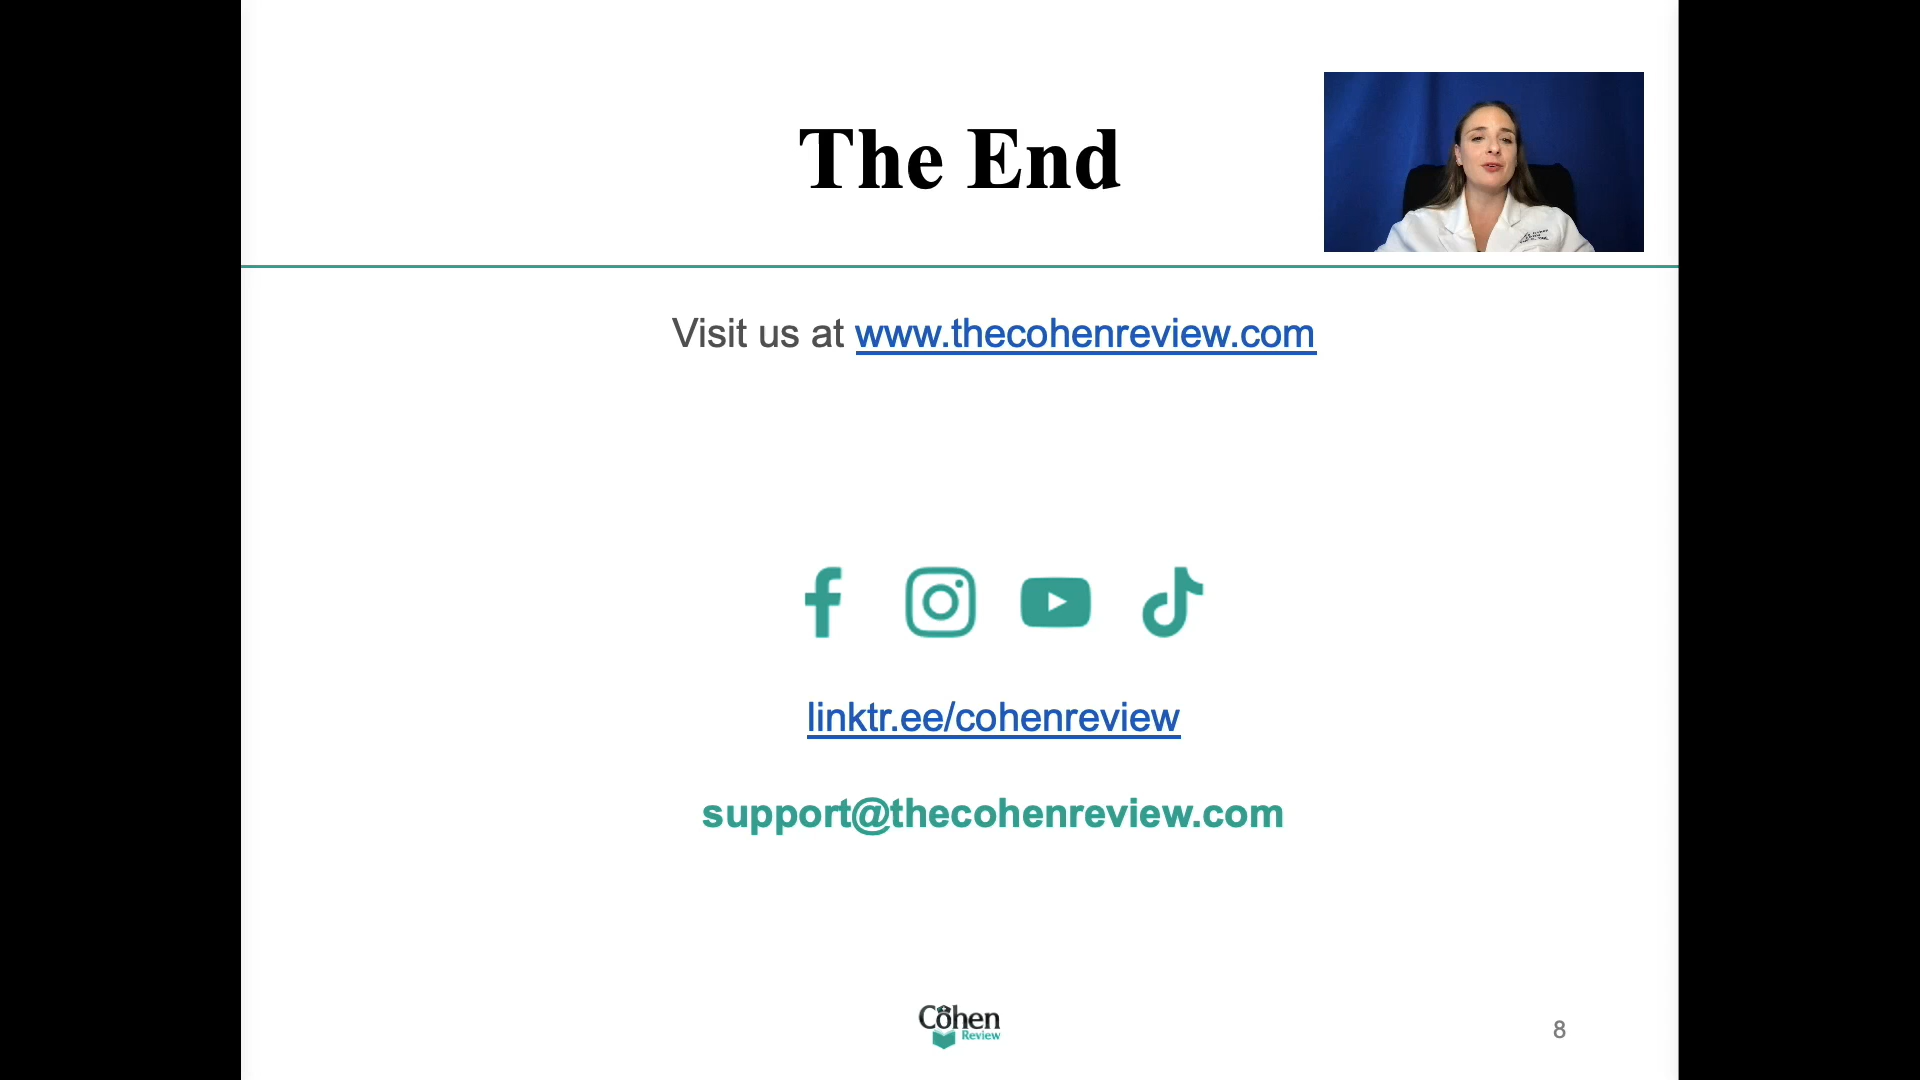 The End
Visit us at www.thecohenreview.com
linktr.ee/cohenreview
support@thecohenreview.com
Cohen
Review
8